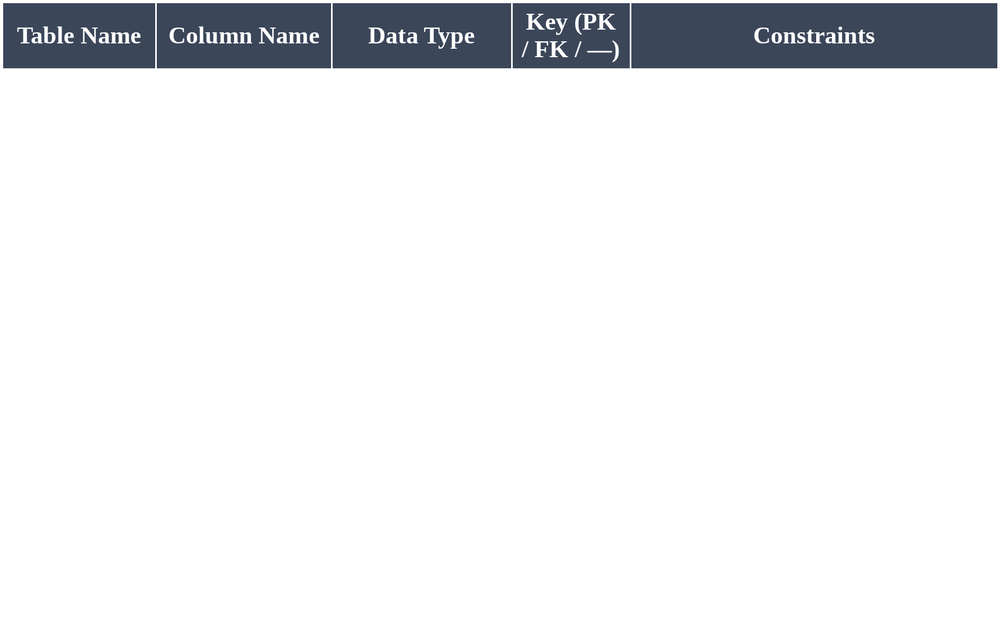 Table Name
Column Name
Data Type
Key (PK
/ FK / —)
Constraints